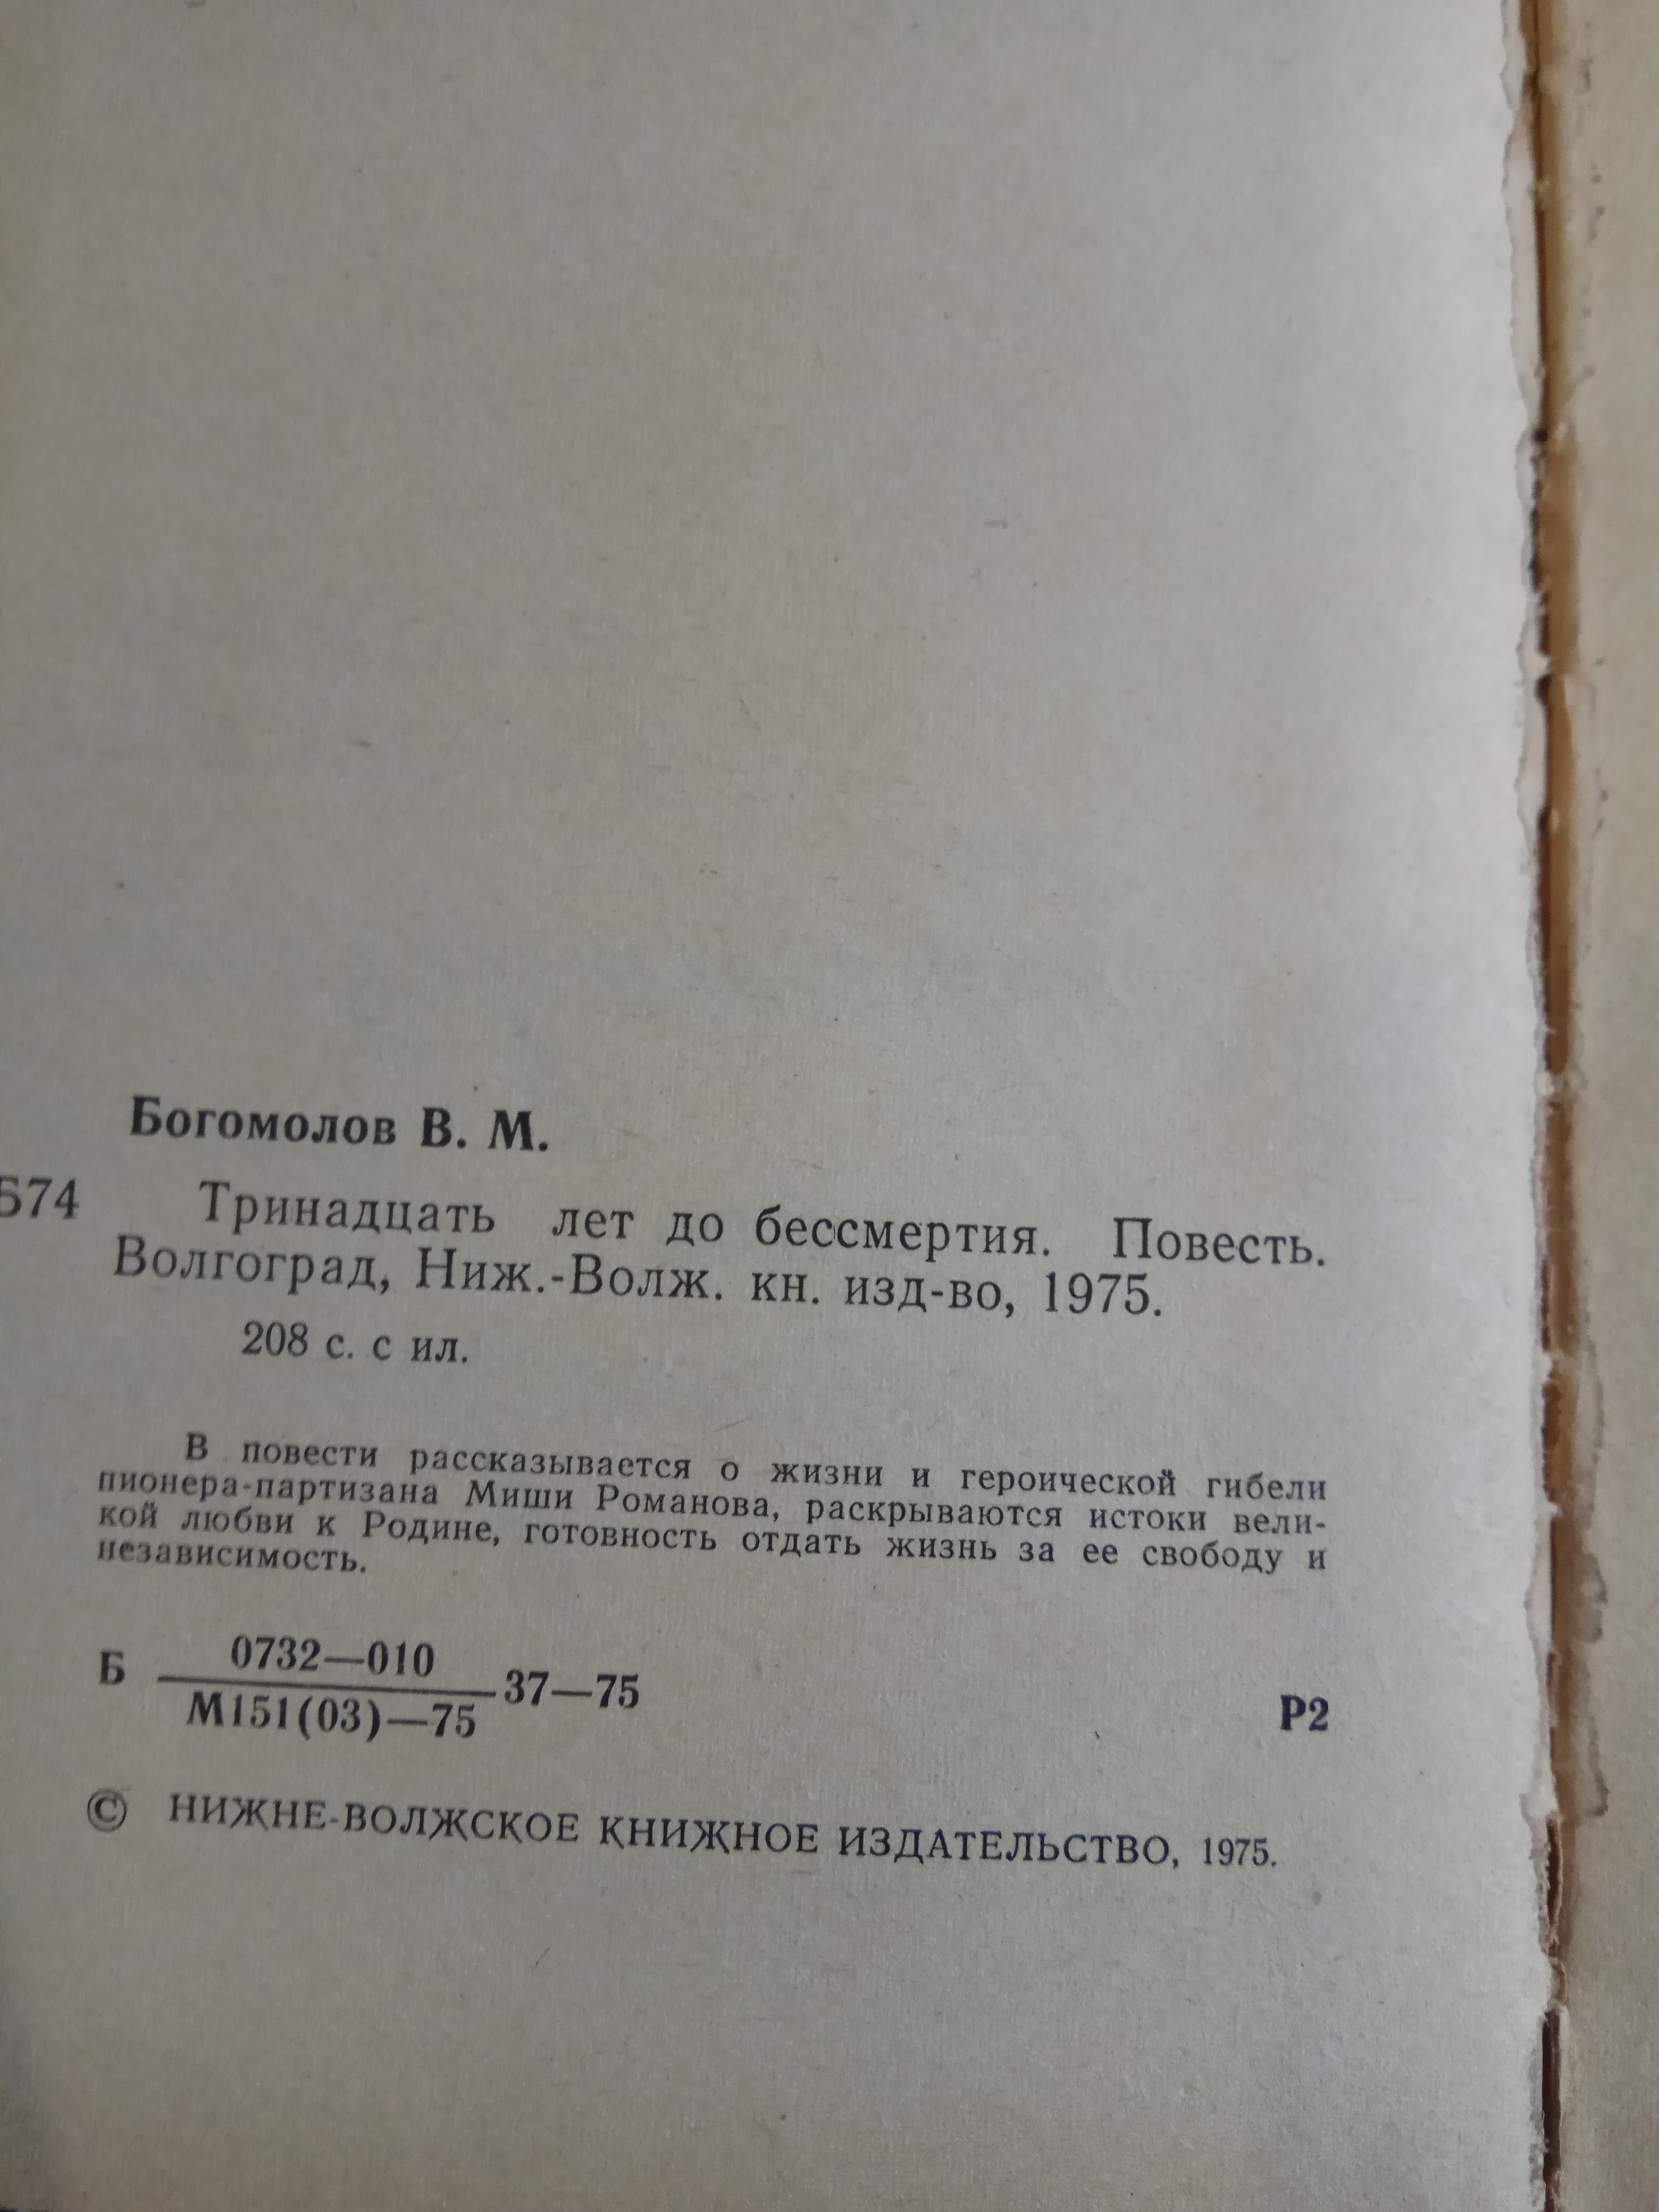 Богомолов В. М.
Б74 Тринадцать лет до бессмертия. Повесть.
Волгоград, Ниж.-Волж. кн. изд-во, 1975.
208 с. с ил.
В повести рассказывается о жизни и героической гибели
пионера-партизана Миши Романова, раскрываются истоки вели-
кой любви к Родине, готовность отдать жизнь за ее свободу и
независимость.
0732—010
Б 37—75
М151(03)—75
Р2
© НИЖНЕ-ВОЛЖСКОЕ КНИЖНОЕ ИЗДАТЕЛЬСТВО, 1975.